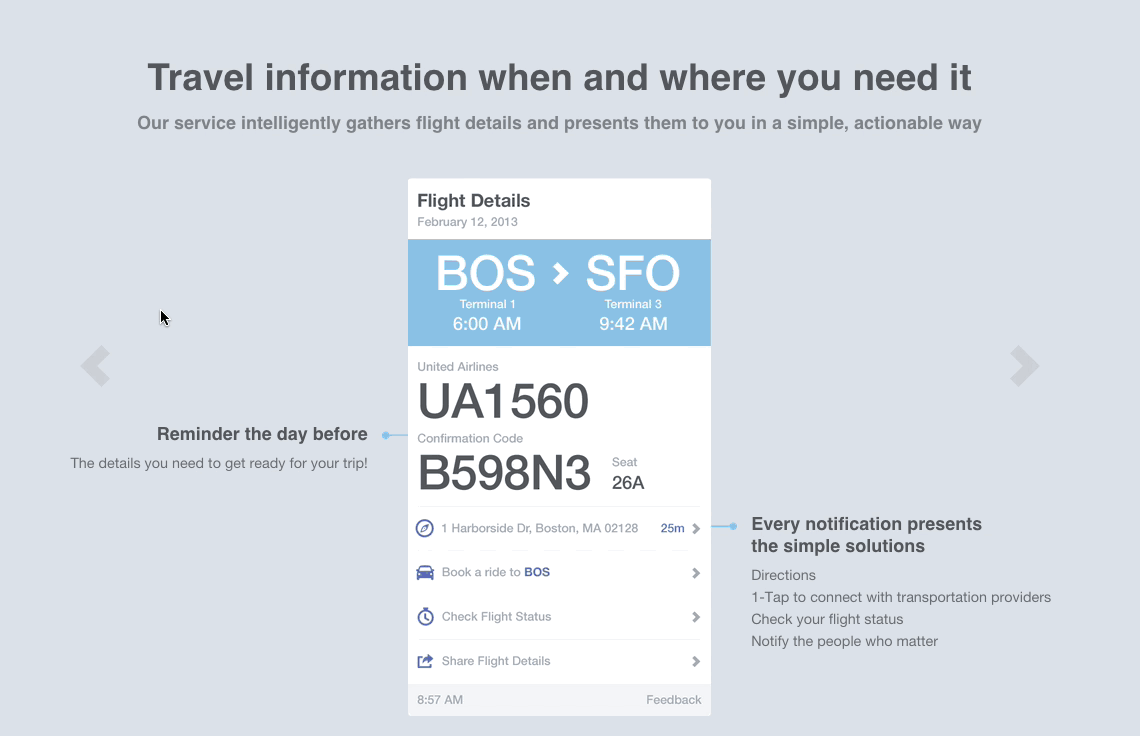 Travel information when and where you need it
Our service intelligently gathers flight details and presents them to you in a simple, actionable way
Flight Details
February 12, 2013
BOS SFO
Terminal 1 Terminal 3
6:00 AM 9:42 AM
United Airlines
UA1560
Confirmation Code
B598N3 Seat
26A
Reminder the day before
The details you need to get ready for your trip!
1 Harborside Dr, Boston, MA 02128 25m
Book a ride to BOS
Check Flight Status
Share Flight Details
8:57 AM Feedback
Every notification presents
the simple solutions
Directions
1-Tap to connect with transportation providers
Check your flight status
Notify the people who matter